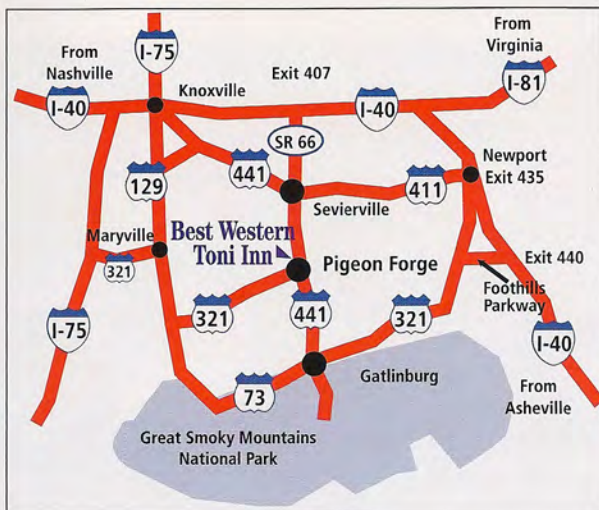 From
Nashville
I-75
Exit 407
From
Virginia
I-81
I-40
Knoxville
I-40
SR 66
129
441
411
Newport
Exit 435
Sevierville
Maryville
321
Best Western
Toni Inn
Pigeon Forge
Exit 440
Foothills
Parkway
I-75
321
441
321
I-40
73
Gatlinburg
From
Asheville
Great Smoky Mountains
National Park